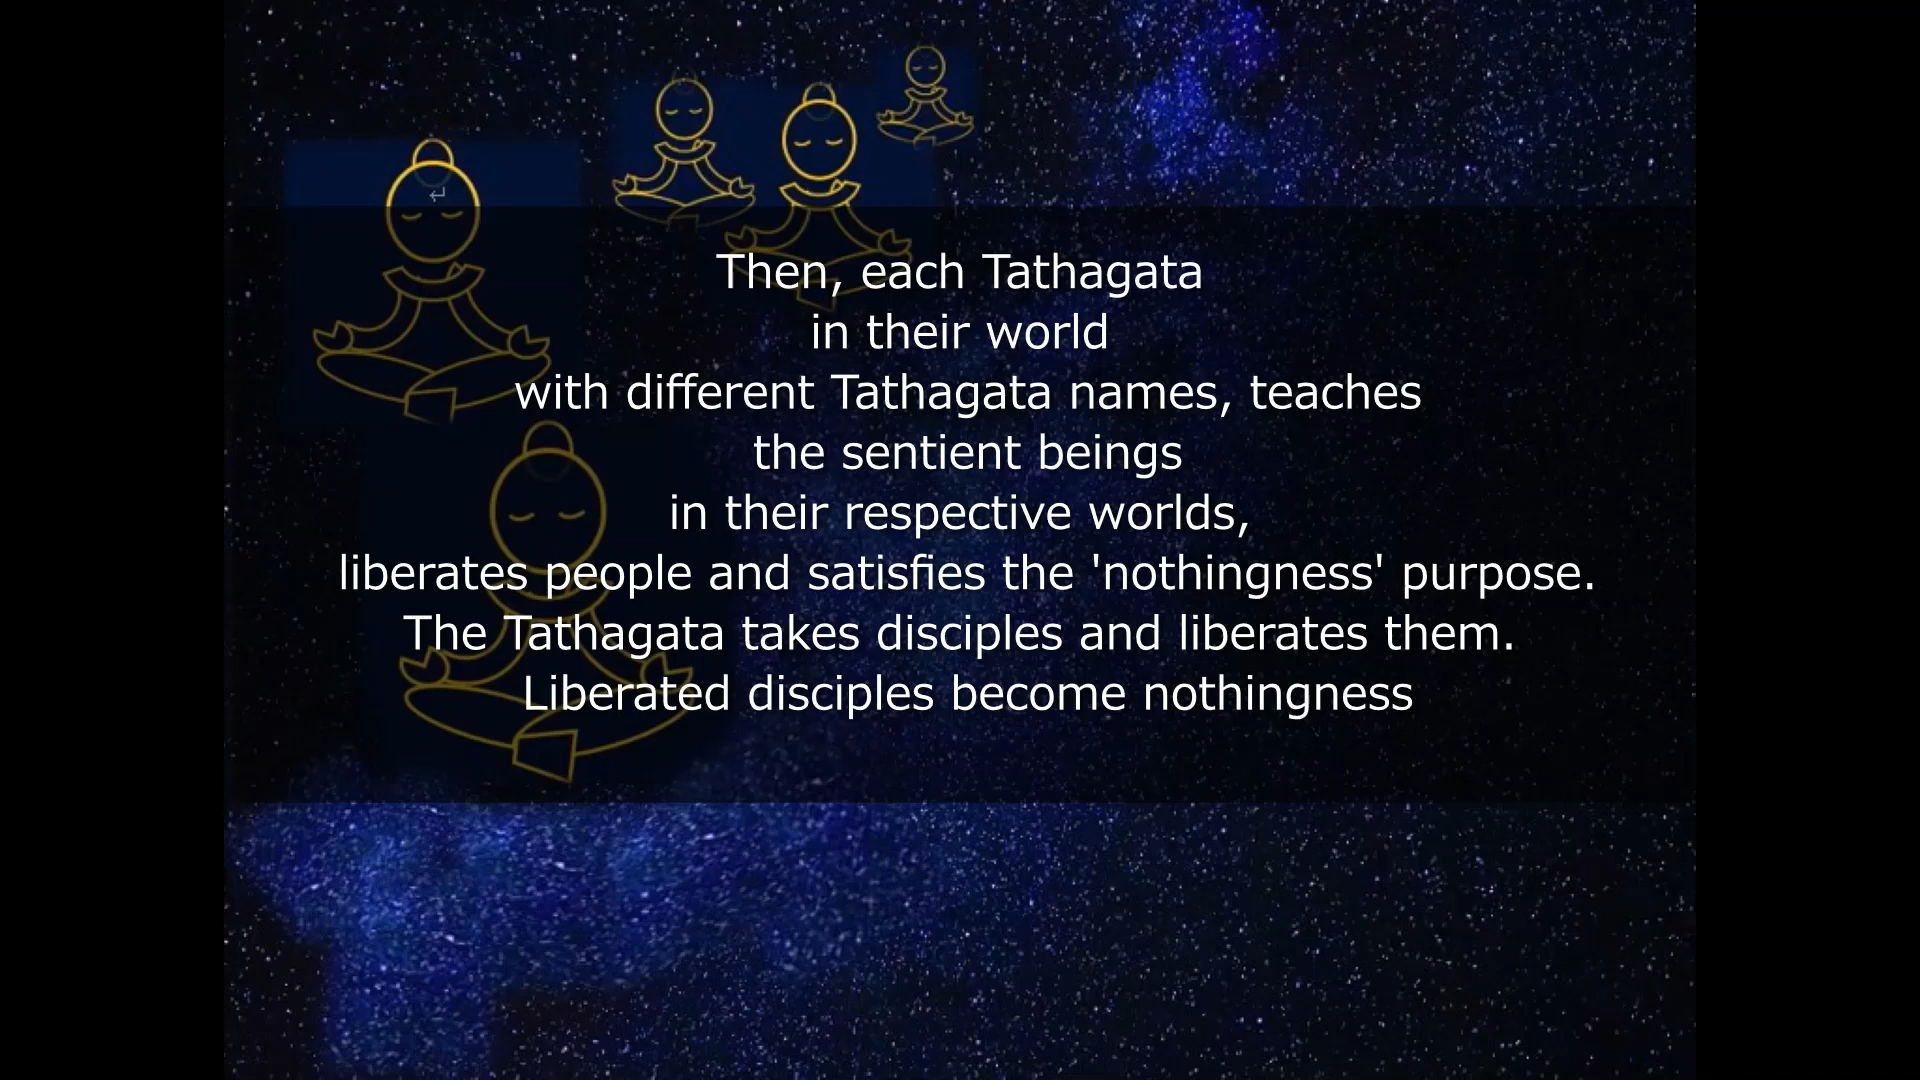 Then, each Tathagata
in their world
with different Tathagata names, teaches
the sentient beings
in their respective worlds,
liberates people and satisfies the 'nothingness' purpose.
The Tathagata takes disciples and liberates them.
Liberated disciples become nothingness